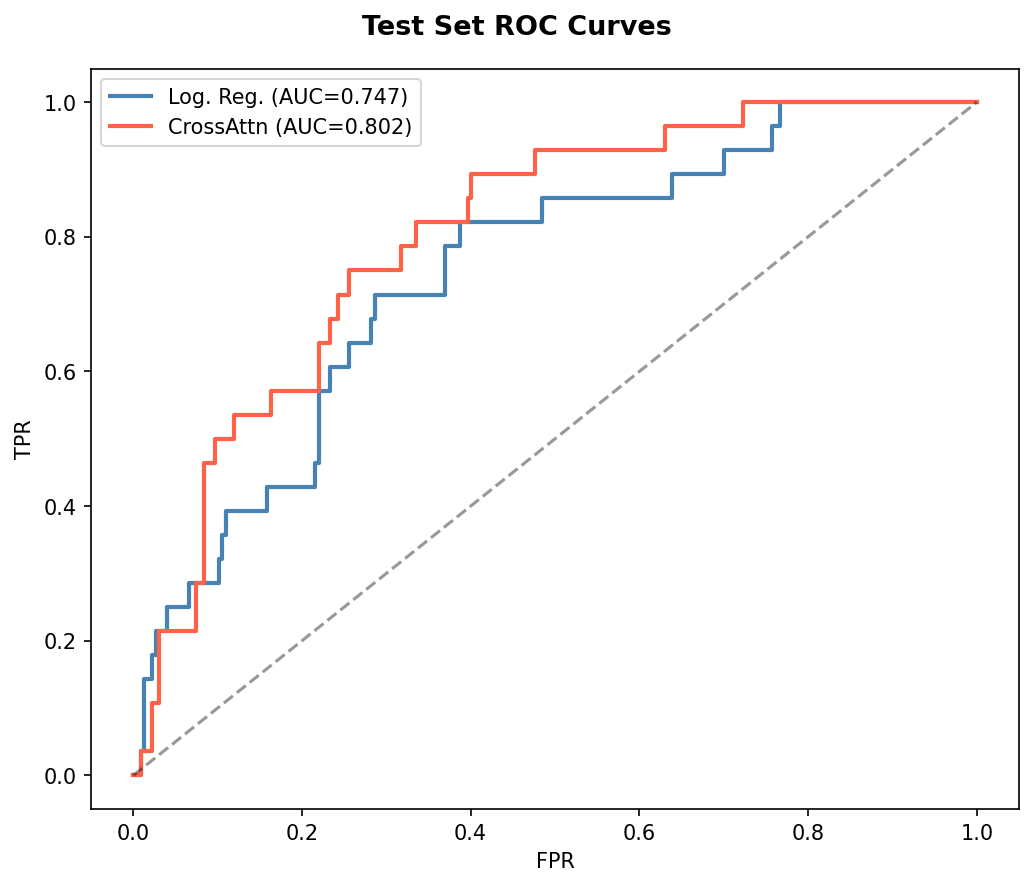 Test Set ROC Curves
Log. Reg. (AUC=0.747)
CrossAttn (AUC=0.802)
1.0
0.8
0.6
0.4
0.2
0.0
TPR
0.0 0.2 0.4 0.6 0.8 1.0
FPR